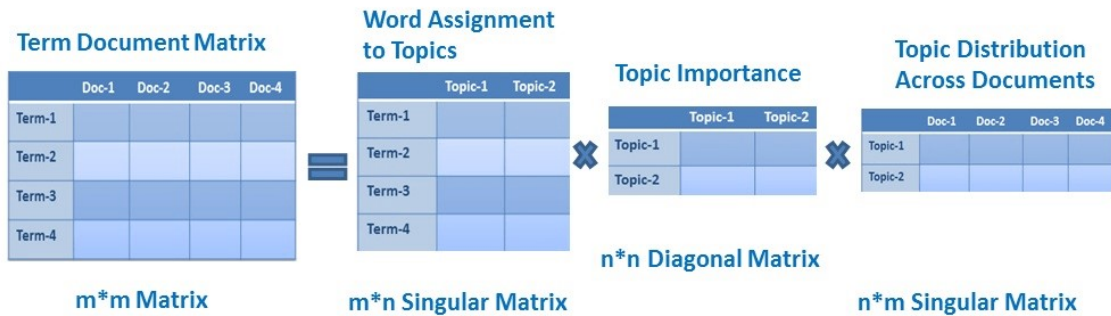 Term Document Matrix
Doc-1 Doc-2 Doc-3 Doc-4
Term-1
Term-2
Term-3
Term-4
m*m Matrix
Word Assignment
to Topics
Topic-1 Topic-2
Term-1
Term-2
Term-3
Term-4
m*n Singular Matrix
Topic Importance
Topic-1 Topic-2
Topic-1
Topic-2
n*n Diagonal Matrix
Topic Distribution
Across Documents
Doc-1 Doc-2 Doc-3 Doc-4
Topic-1
Topic-2
n*m Singular Matrix